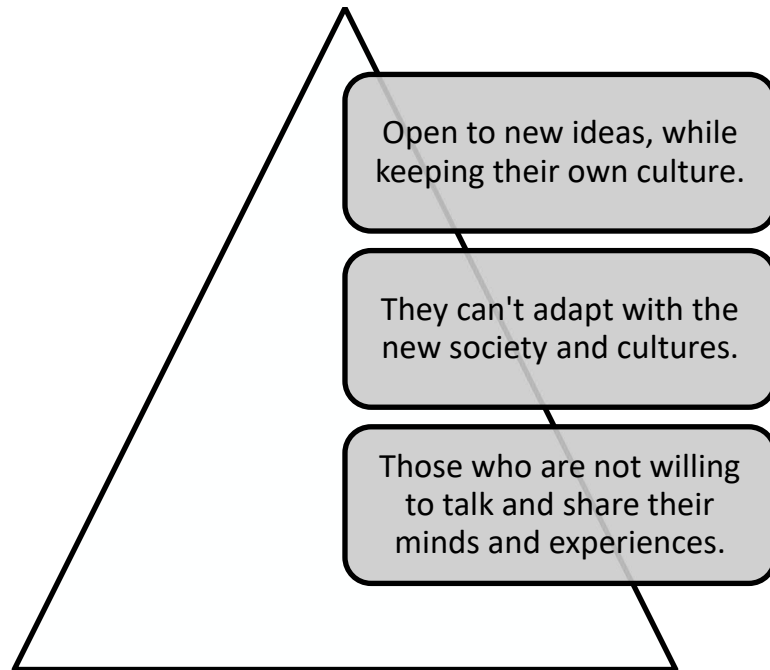 Open to new ideas, while
keeping their own culture.
They can't adapt with the
new society and cultures.
Those who are not willing
to talk and share their
minds and experiences.